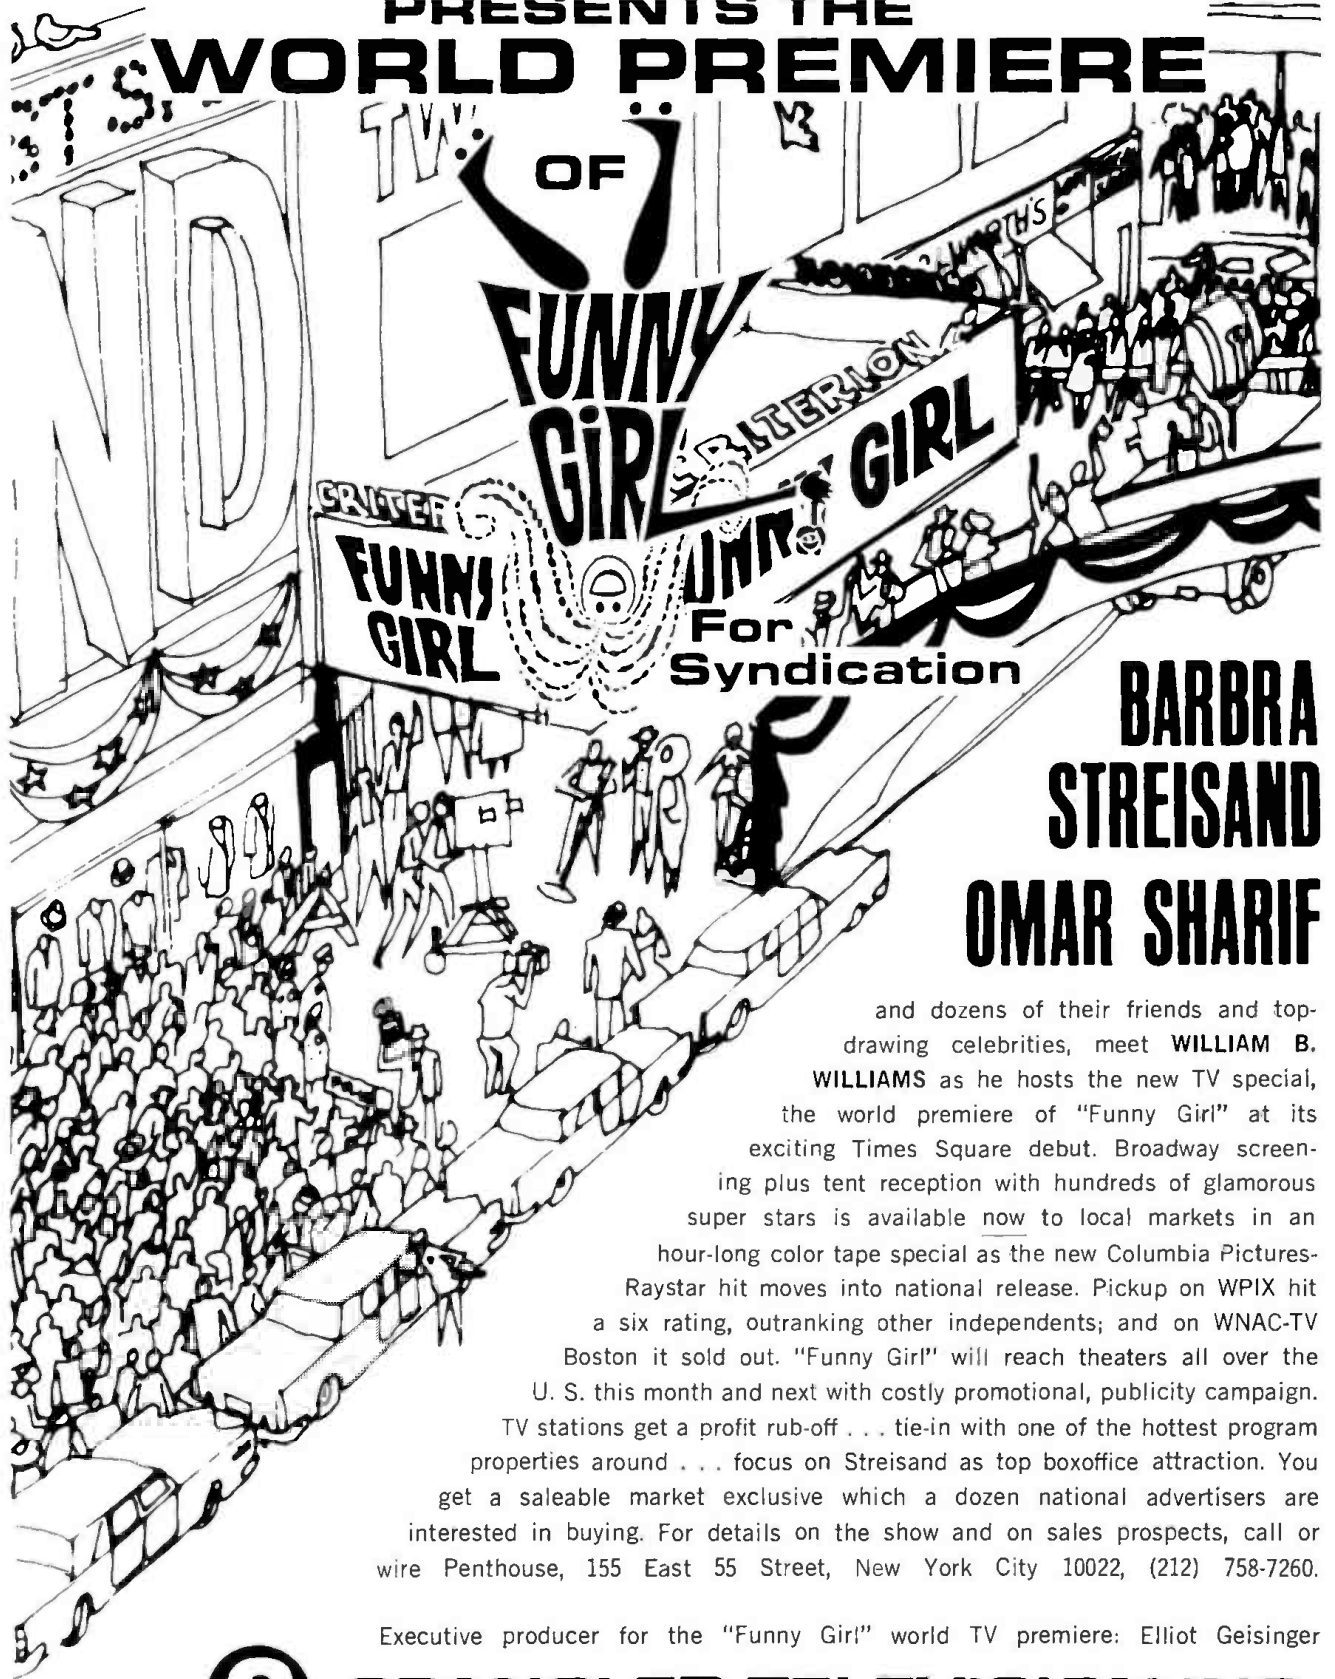 PRESENTS THE
WORLD PREMIERE
OF
FUNNY
GIRL
TS
TW
ND
WORTH'S
CRITERION
GIRL
CRITER
FUNNY
GIRL
For
Syndication
BARBRA
STREISAND
OMAR SHARIF
and dozens of their friends and top-
drawing celebrities, meet WILLIAM B.
WILLIAMS as he hosts the new TV special,
the world premiere of "Funny Girl" at its
exciting Times Square debut. Broadway screen-
ing plus tent reception with hundreds of glamorous
super stars is available now to local markets in an
hour-long color tape special as the new Columbia Pictures-
Raystar hit moves into national release. Pickup on WPIX hit
a six rating, outranking other independents; and on WNAC-TV
Boston it sold out. "Funny Girl" will reach theaters all over the
U. S. this month and next with costly promotional, publicity campaign.
TV stations get a profit rub-off . . . tie-in with one of the hottest program
properties around . . . focus on Streisand as top boxoffice attraction. You
get a saleable market exclusive which a dozen national advertisers are
interested in buying. For details on the show and on sales prospects, call or
wire Penthouse, 155 East 55 Street, New York City 10022, (212) 758-7260.
Executive producer for the "Funny Girl" world TV premiere: Elliot Geisinger